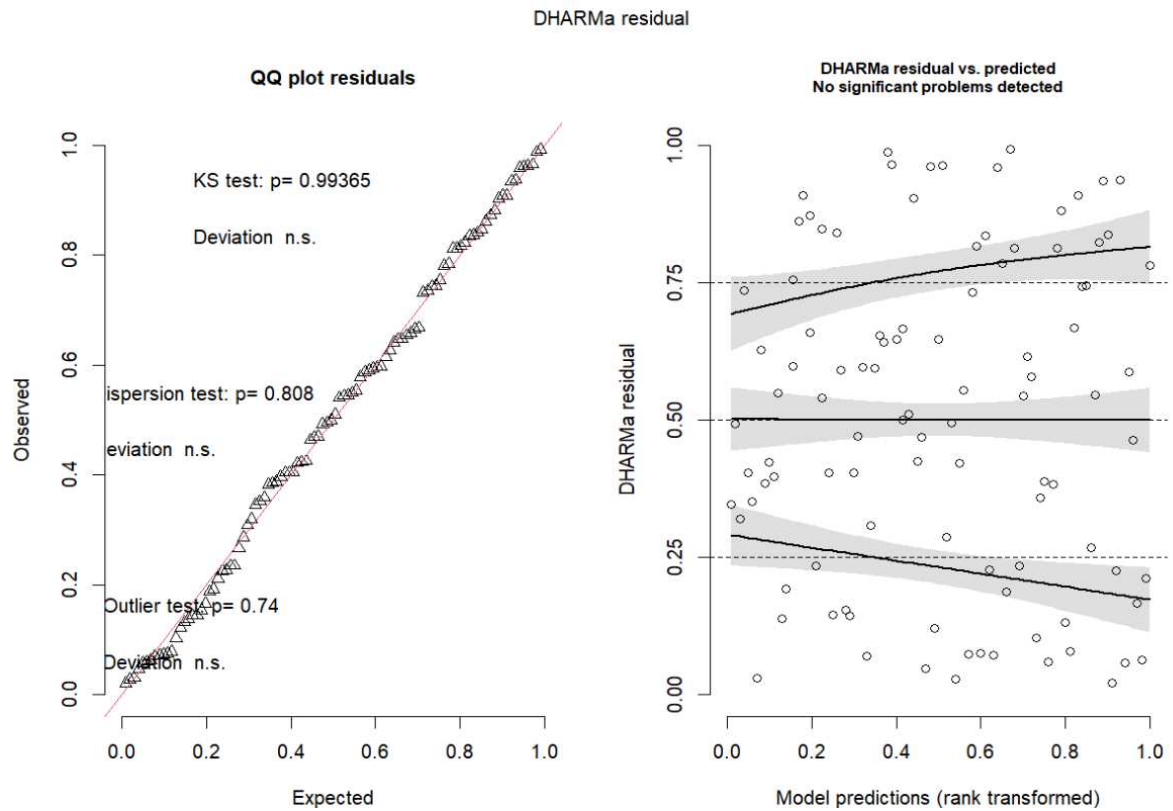 DHARMa residual
QQ plot residuals
KS test: p= 0.99365
Deviation n.s.
ispersion test: p= 0.808
eviation n.s.
Outlier test: p= 0.74
Deviation n.s.
Observed
0.0 0.2 0.4 0.6 0.8 1.0
0.0 0.2 0.4 0.6 0.8 1.0
Expected
DHARMa residual vs. predicted
No significant problems detected
DHARMa residual
0.00 0.25 0.50 0.75 1.00
0.0 0.2 0.4 0.6 0.8 1.0
Model predictions (rank transformed)